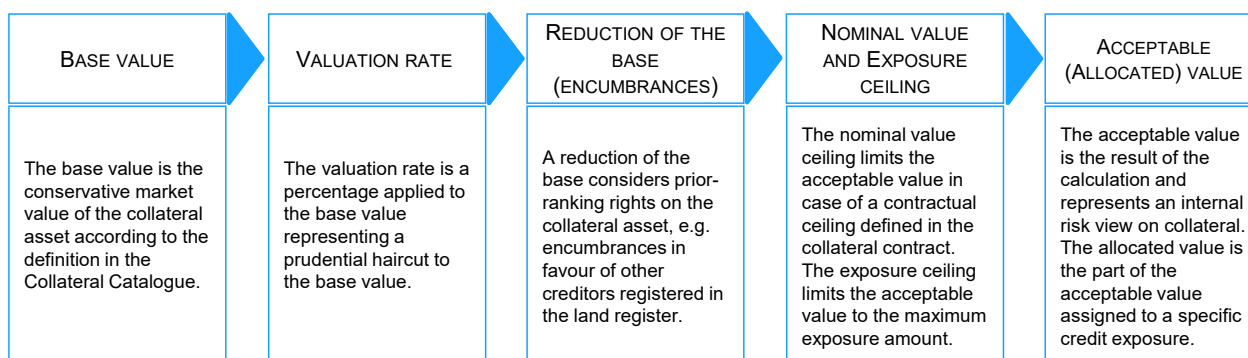 BASE VALUE
VALUATION RATE
REDUCTION OF THE
BASE
(ENCUMBRANCES)
NOMINAL VALUE
AND EXPOSURE
CEILING
ACCEPTABLE
(ALLOCATED) VALUE
The base value is the
conservative market
value of the collateral
asset according to the
definition in the
Collateral Catalogue.
The valuation rate is a
percentage applied to
the base value
representing a
prudential haircut to
the base value.
A reduction of the
base considers prior-
ranking rights on the
collateral asset, e.g.
encumbrances in
favour of other
creditors registered in
the land register.
The nominal value
ceiling limits the
acceptable value in
case of a contractual
ceiling defined in the
collateral contract.
The exposure ceiling
limits the acceptable
value to the maximum
exposure amount.
The acceptable value
is the result of the
calculation and
represents an internal
risk view on collateral.
The allocated value is
the part of the
acceptable value
assigned to a specific
credit exposure.